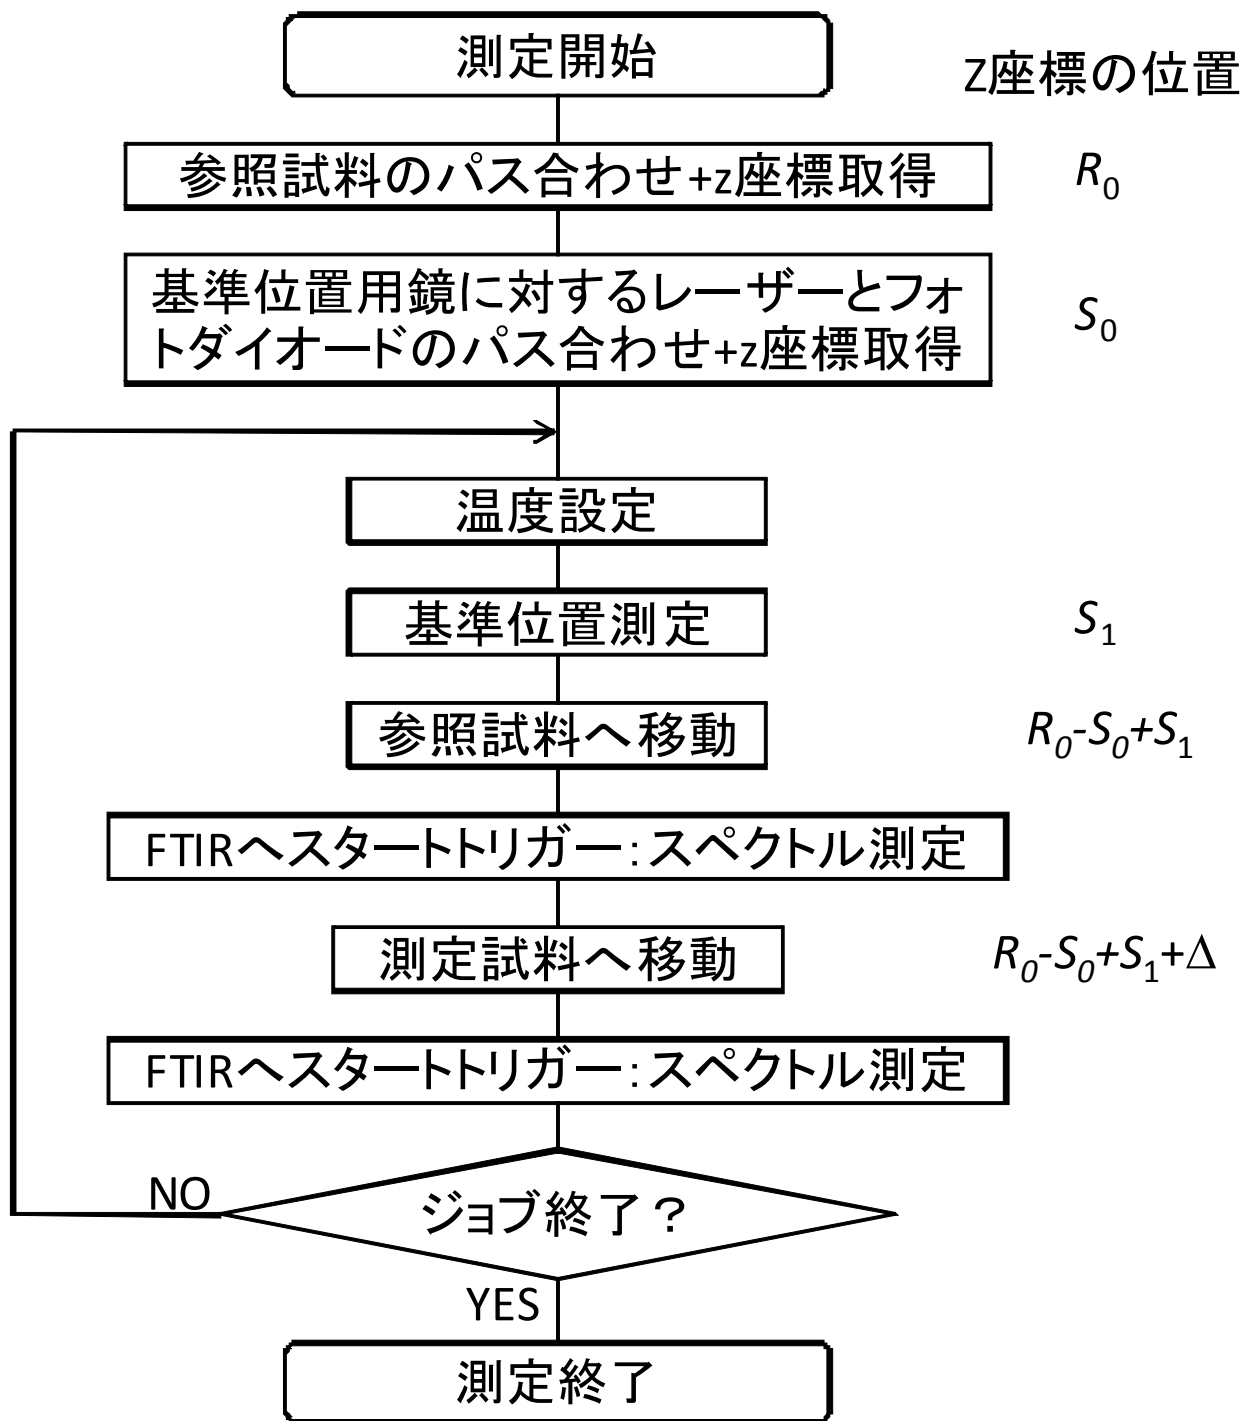 測定開始
Z座標の位置
参照試料のパス合わせ+z座標取得
R0
基準位置用鏡に対するレーザーとフォ
トダイオードのパス合わせ+z座標取得
S0
温度設定
基準位置測定
S1
参照試料へ移動
R0-S0+S1
FTIRへスタートトリガー:スペクトル測定
測定試料へ移動
R0-S0+S1+Δ
FTIRへスタートトリガー:スペクトル測定
NO
ジョブ終了？
YES
測定終了